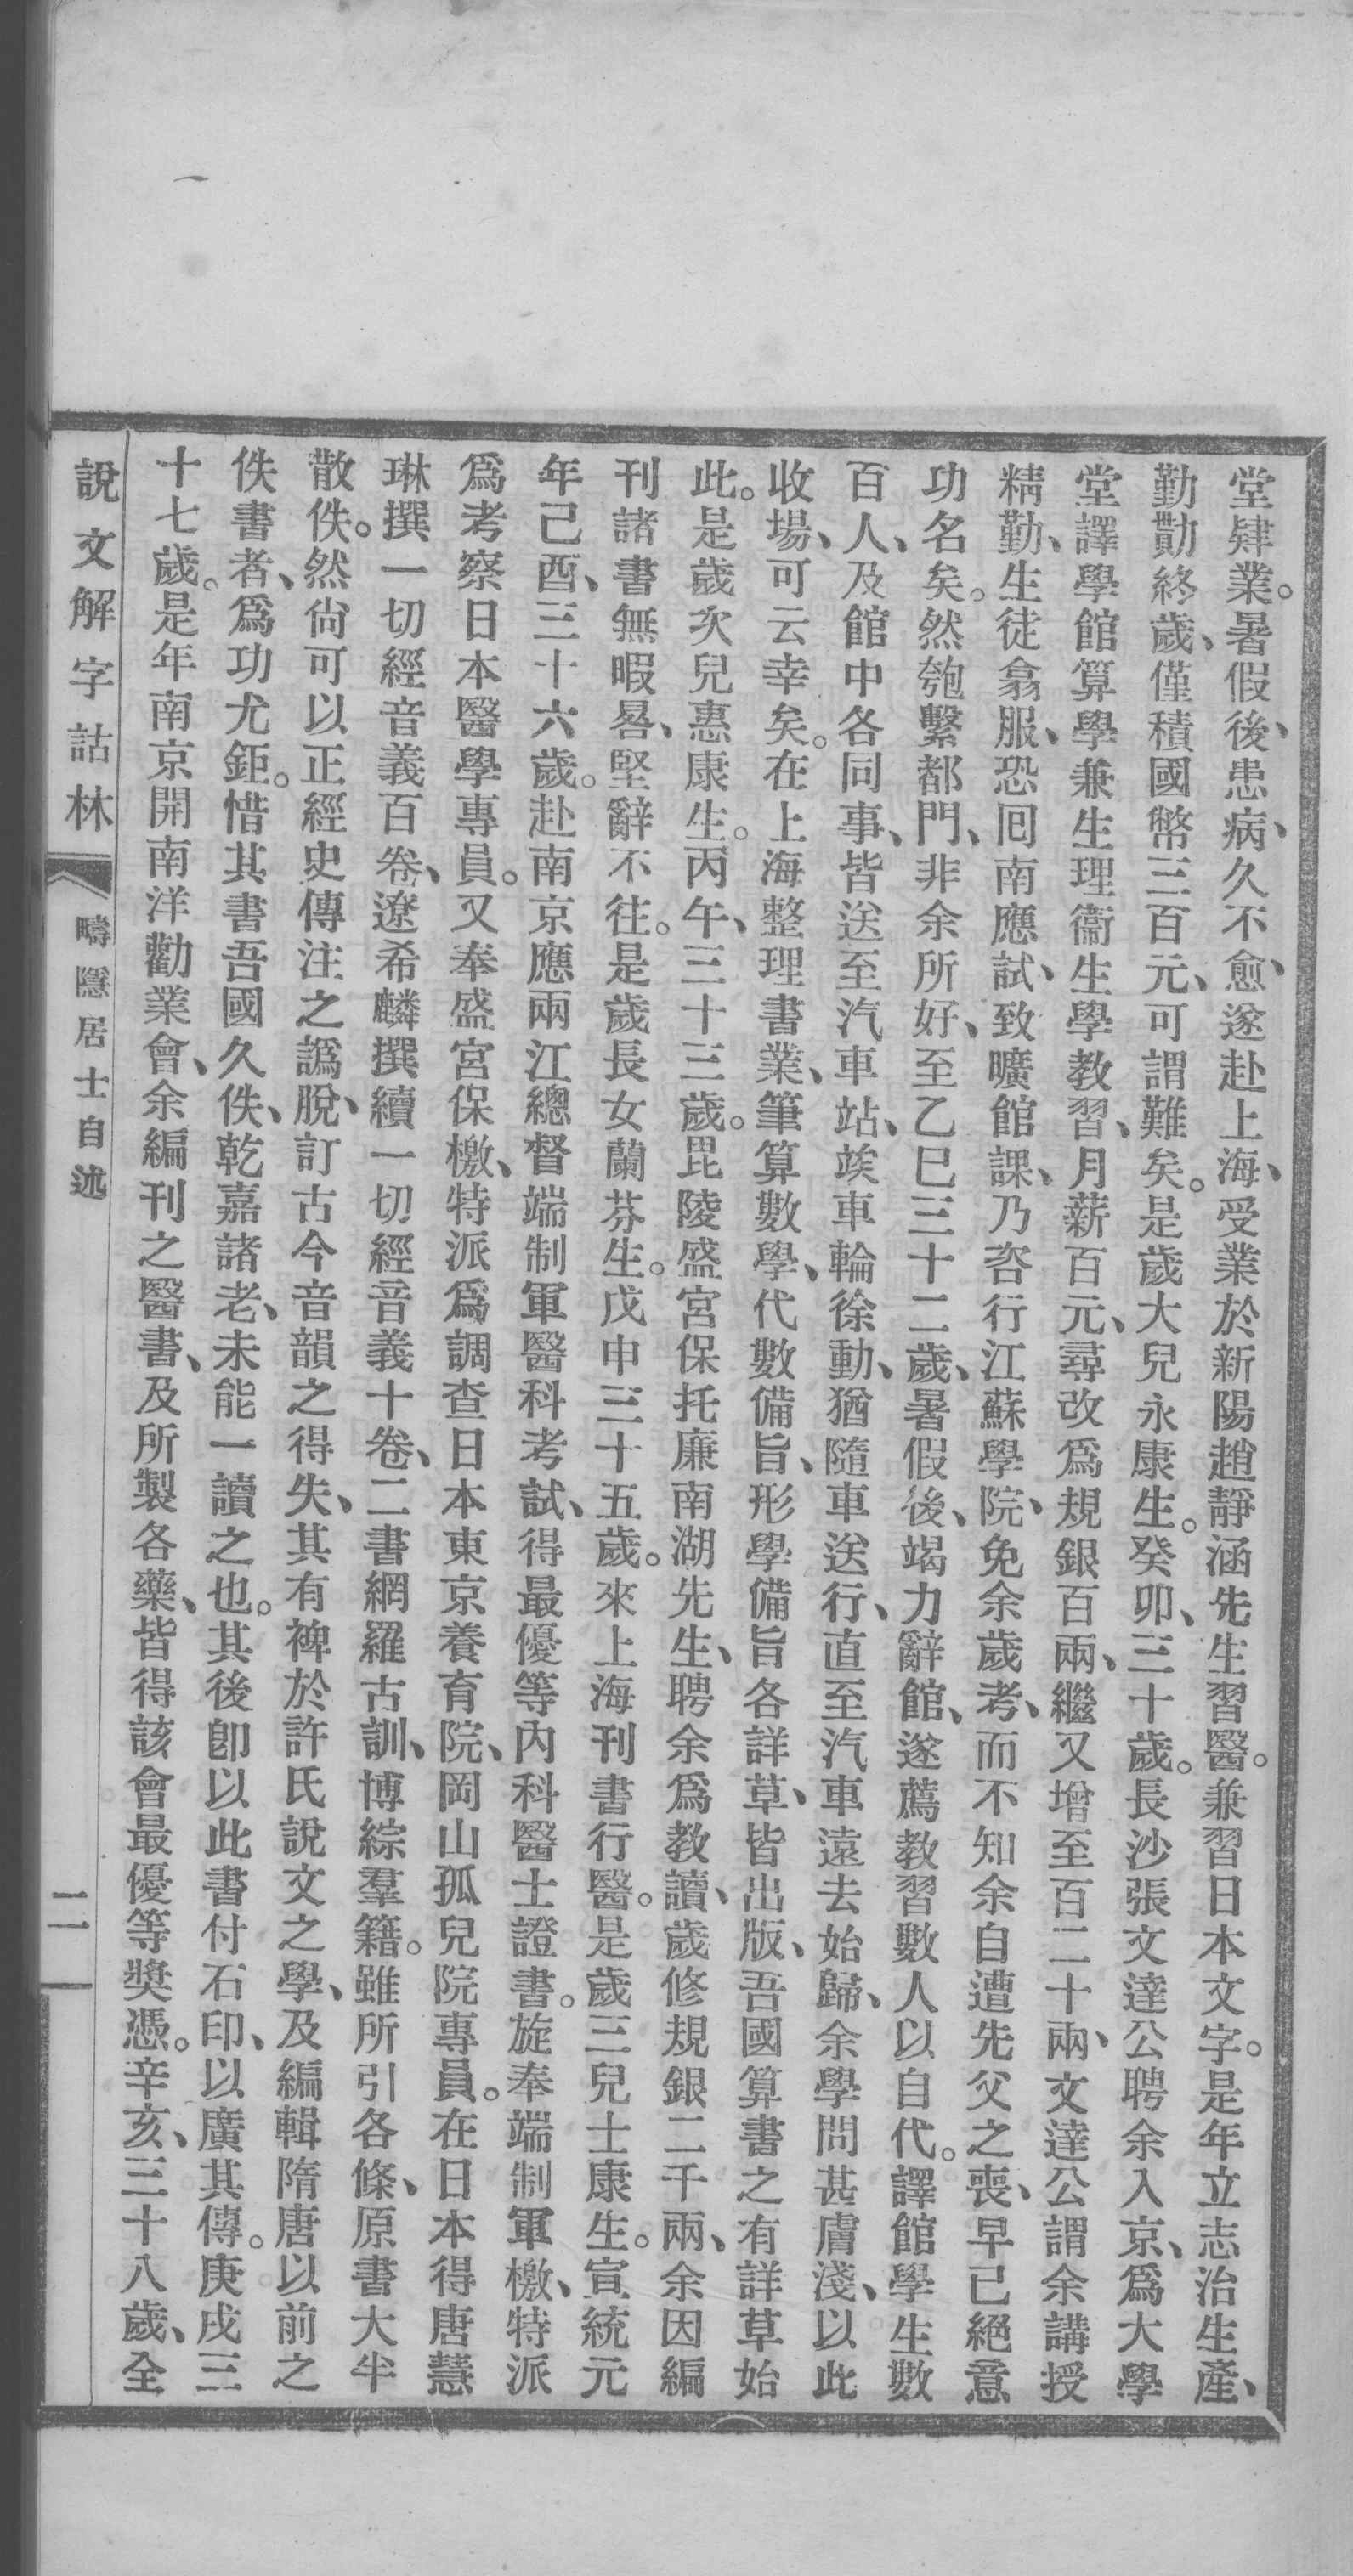 堂肄業。暑假後、患病、久不愈、遂赴上海、受業於新陽趙靜涵先生習醫。兼習日本文字。是年立志治生產、
勤勩終歲、僅積國幣三百元、可謂難矣。是歲大兒永康生。癸卯、三十歲。長沙張文達公聘余入京、爲大學
堂譯學館算學兼生理衞生學教習、月薪百元、尋改爲規銀百兩、繼又增至百二十兩、文達公謂余講授
精勤、生徒翕服、恐囘南應試、致曠館課、乃咨行江蘇學院、免余歲考、而不知余自遭先父之喪、早已絕意
功名矣。然匏繫都門、非余所好、至乙巳三十二歲、暑假後、竭力辭館、遂薦教習數人以自代。譯館學生數
百人、及館中各同事、皆送至汽車站、竢車輪徐動、猶隨車送行、直至汽車遠去始歸、余學問甚膚淺、以此
收場、可云幸矣。在上海整理書業、筆算數學、代數備旨、形學備旨各詳草、皆出版、吾國算書之有詳草始
此。是歲次兒惠康生。丙午、三十三歲。毘陵盛宮保托廉南湖先生、聘余爲教讀、歲修規銀二千兩、余因編
刊諸書無暇晷、堅辭不往。是歲長女蘭芬生。戊申三十五歲。來上海刊書行醫。是歲三兒士康生。宣統元
年己酉、三十六歲。赴南京應兩江總督端制軍醫科考試、得最優等內科醫士證書。旋奉端制軍檄、特派
爲考察日本醫學專員。又奉盛宮保檄、特派爲調查日本東京養育院、岡山孤兒院專員。在日本得唐慧
琳撰一切經音義百卷、遼希麟撰續一切經音義十卷、二書網羅古訓、博綜羣籍。雖所引各條、原書大半
散佚。然尙可以正經史傳注之譌脫、訂古今音韻之得失、其有裨於許氏說文之學、及編輯隋唐以前之
佚書者、爲功尤鉅。惜其書吾國久佚、乾嘉諸老、未能一讀之也。其後卽以此書付石印、以廣其傳。庚戌三
十七歲。是年南京開南洋勸業會、余編刊之醫書、及所製各藥、皆得該會最優等獎憑。辛亥、三十八歲、全
說文解字詁林 疇隱居士自述 二